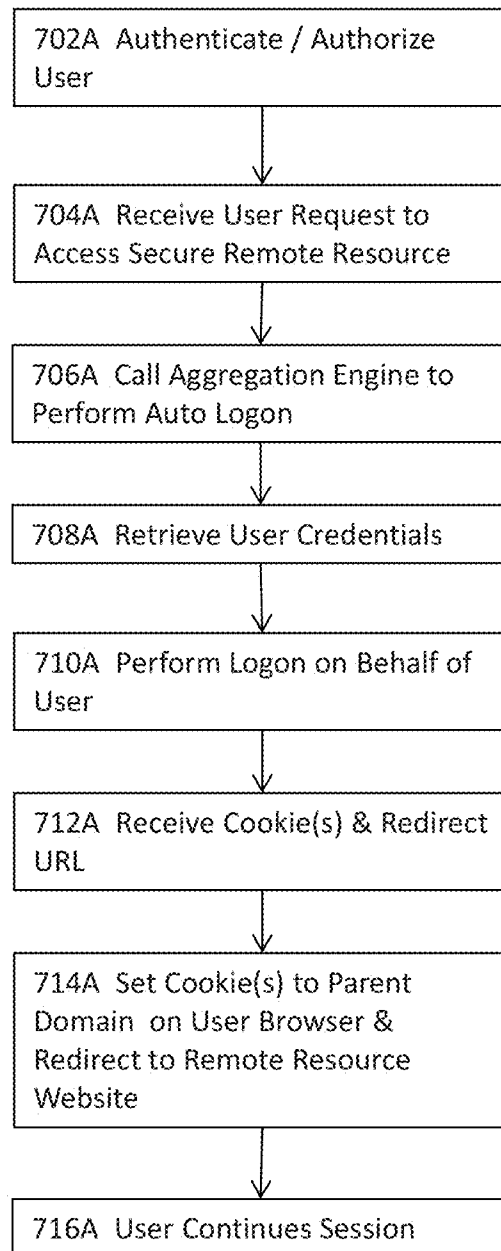 702A Authenticate / Authorize
User
704A Receive User Request to
Access Secure Remote Resource
706A Call Aggregation Engine to
Perform Auto Logon
708A Retrieve User Credentials
710A Perform Logon on Behalf of
User
712A Receive Cookie(s) & Redirect
URL
714A Set Cookie(s) to Parent
Domain on User Browser &
Redirect to Remote Resource
Website
716A User Continues Session